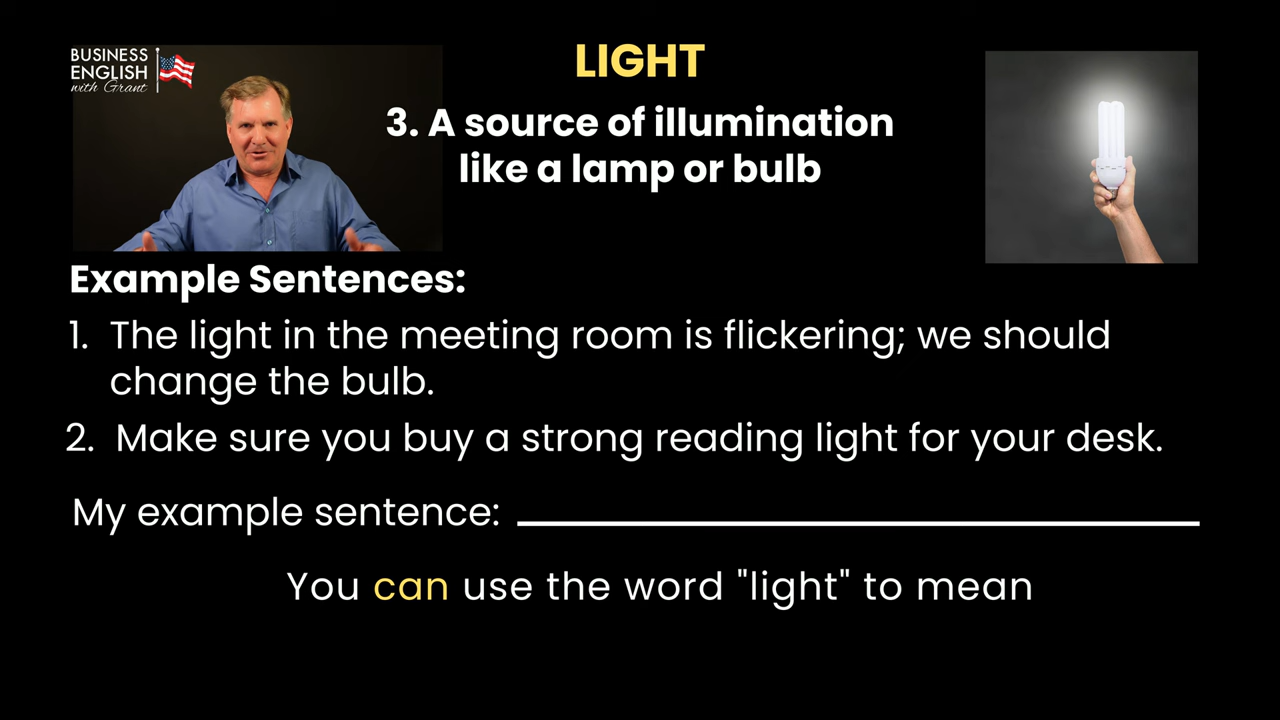 BUSINESS
ENGLISH
with Grant
LIGHT
3. A source of illumination
like a lamp or bulb
Example Sentences:
1. The light in the meeting room is flickering; we should
change the bulb.
2. Make sure you buy a strong reading light for your desk.
My example sentence:
You can use the word "light" to mean